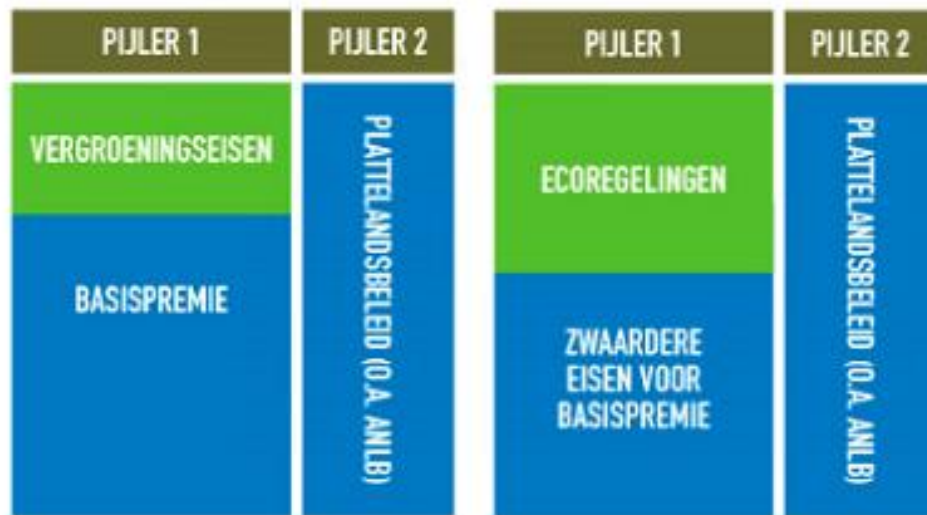 PIJLER 1
PIJLER 2
VERGROENINGSEISEN
BASISPREMIE
PLATTELANDSBELEID (O.A. ANLB)
PIJLER 1
PIJLER 2
ECOREGELINGEN
ZWAARDERE
EISEN VOOR
BASISPREMIE
PLATTELANDSBELEID (O.A. ANLB)